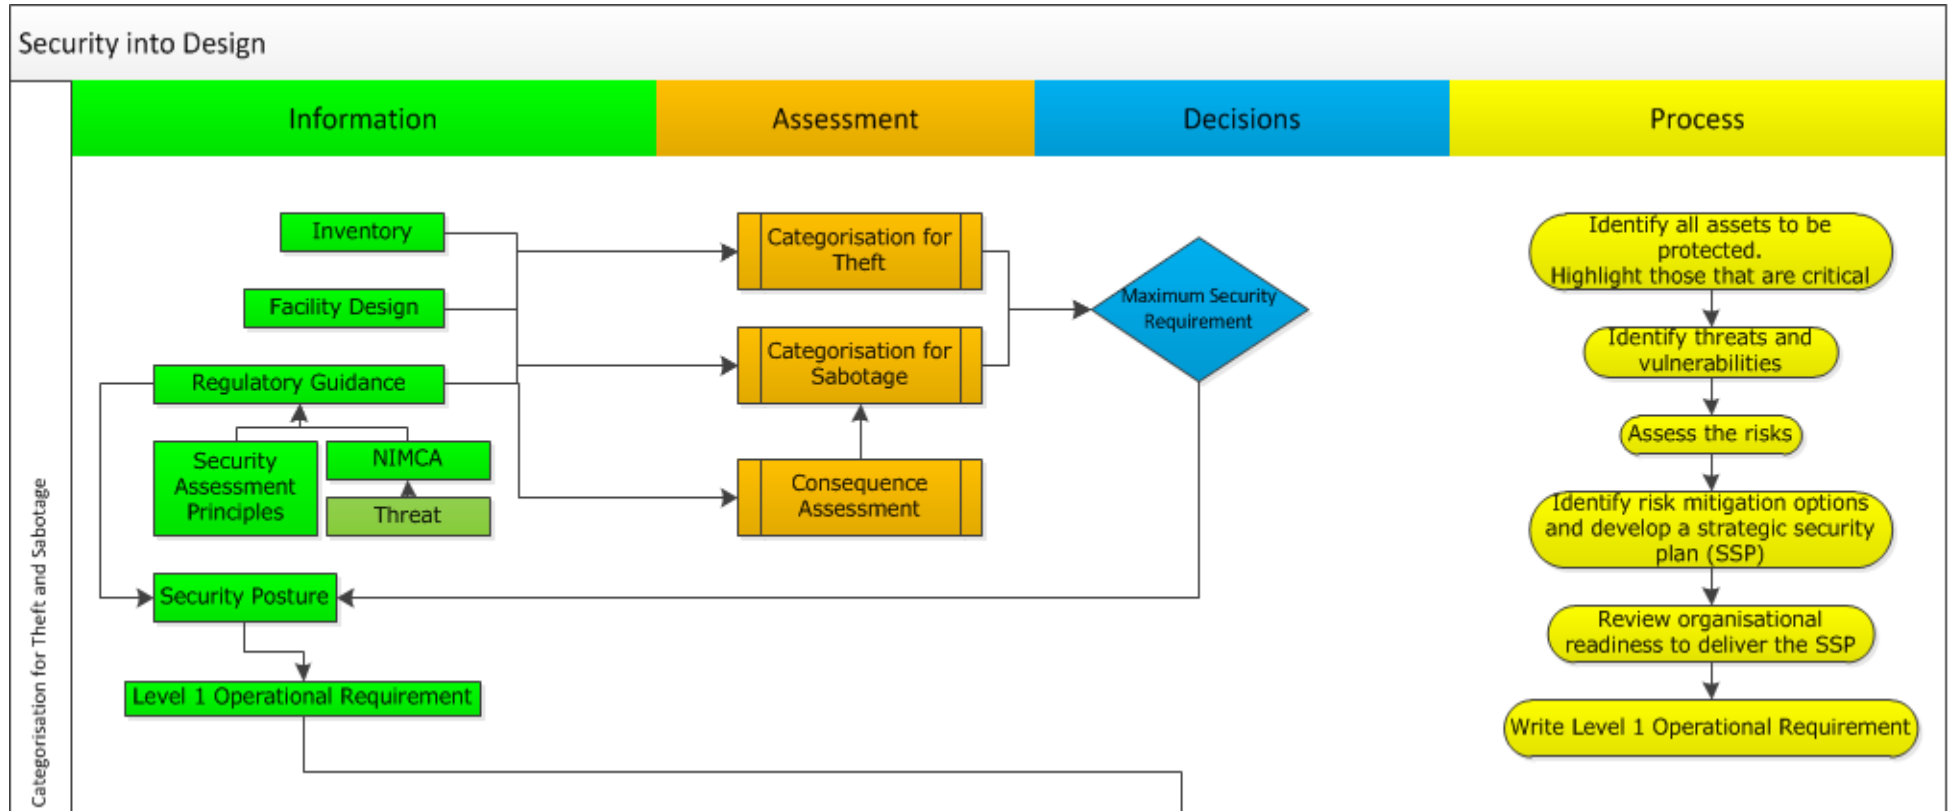 Security into Design
Information
Assessment
Decisions
Process
Categorisation for Theft and Sabotage
Inventory
Facility Design
Regulatory Guidance
Security
Assessment
Principles
NIMCA
Threat
Security Posture
Level 1 Operational Requirement
Categorisation for
Theft
Categorisation for
Sabotage
Consequence
Assessment
Maximum Security
Requirement
Identify all assets to be
protected.
Highlight those that are critical
Identify threats and
vulnerabilities
Assess the risks
Identify risk mitigation options
and develop a strategic security
plan (SSP)
Review organisational
readiness to deliver the SSP
Write Level 1 Operational Requirement